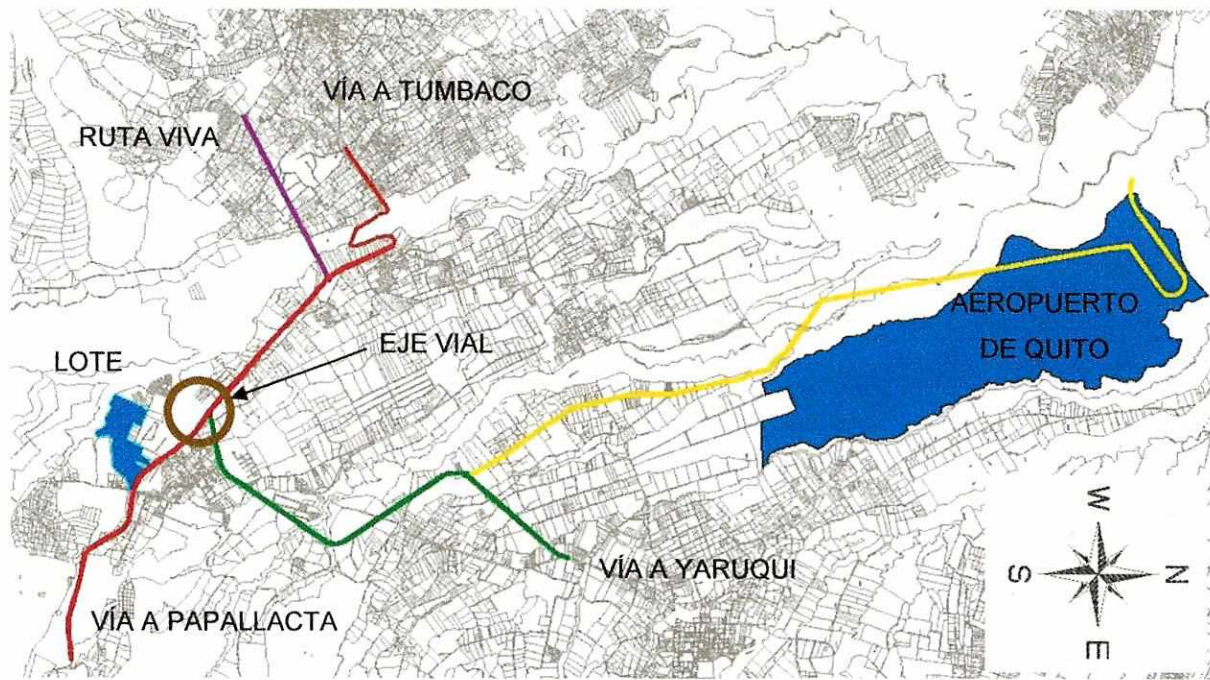 VÍA A TUMBACO
RUTA VIVA
EJE VIAL
LOTE
AEROPUERTO
DE QUITO
VÍA A YARUQUI
VÍA A PAPALLACTA
W
S
N
E